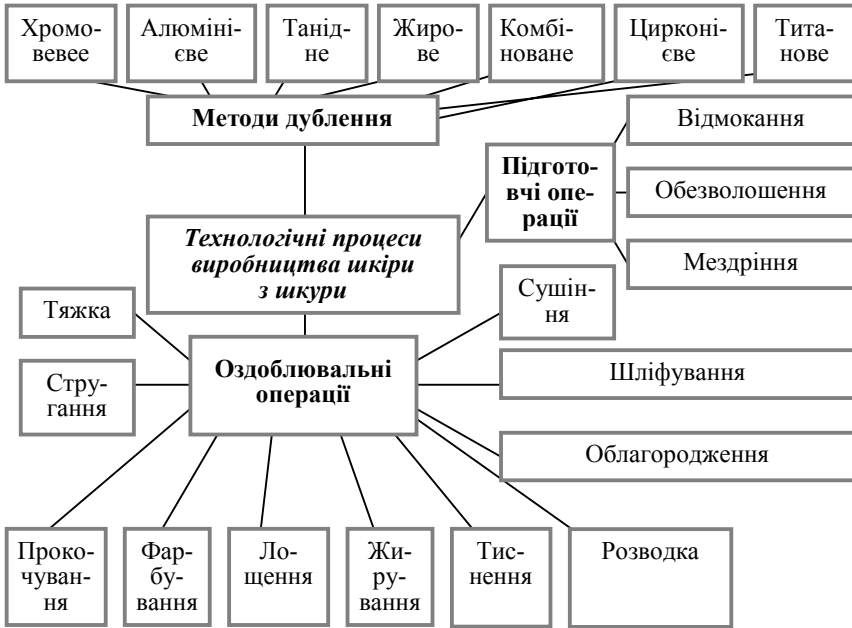 Хромо-
вевее
Алюміні-
єве
Танід-
не
Жиро-
ве
Комбі-
новане
Цирконі-
єве
Тита-
нове
Методи дублення
Відмокання
Підгото-
вчі опе-
рації
Обезволошення
Мездріння
Технологічні процеси
виробництва шкіри
з шкури
Сушін-
ня
Тяжка
Оздоблювальні
операції
Шліфування
Стру-
гання
Облагородження
Проко-
чуван-
ня
Фар-
бу-
вання
Ло-
щення
Жи-
ру-
вання
Тис-
нення
Розводка